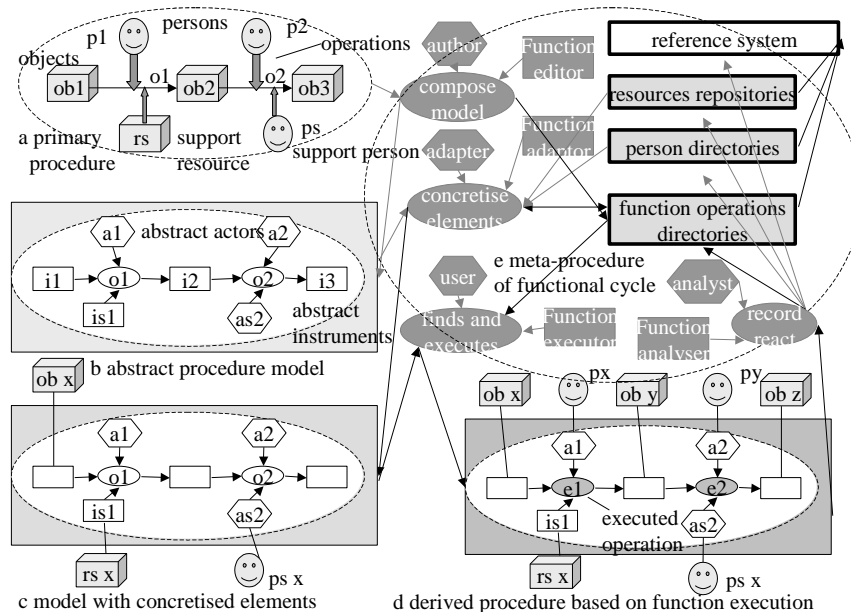 p1
persons
p2
operations
objects
ob1
o1
ob2
o2
ob3
rs
a primary
procedure
support
resource
ps
support person
author
Function
editor
compose
model
adapter
Function
adaptor
concretise
elements
reference system
resources repositories
person directories
function operations
directories
e meta-procedure
of functional cycle
user
finds and
executes
Function
executor
analyst
Function
analyser
record
react
a1
abstract actors
a2
i1
o1
i2
o2
i3
is1
as2
abstract
instruments
b abstract procedure model
ob x
a1
a2
o1
o2
is1
as2
rs x
ps x
c model with concretised elements
ob x
px
ob y
py
ob z
a1
a2
e1
e2
is1
executed
operation
as2
rs x
ps x
d derived procedure based on function execution